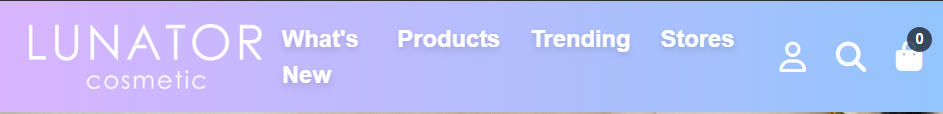 LUNATOR
cosmetic
What's New
Products
Trending
Stores
0